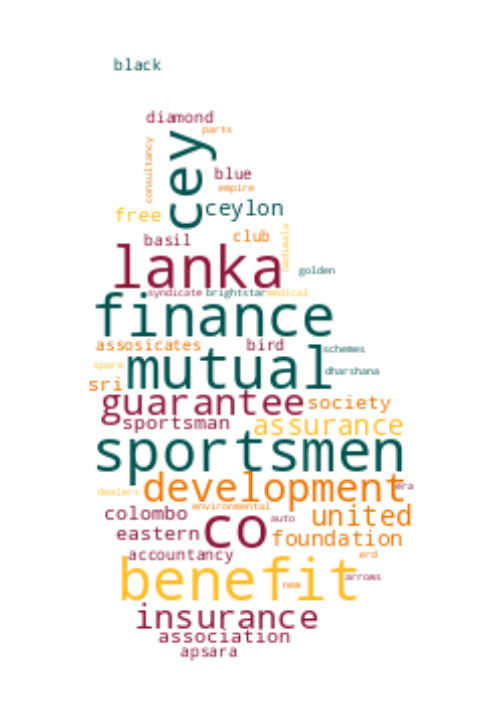 black
diamond
parts
consultancy
cey
blue
empire
free
ceylon
basil
club
nedimala
lanka
golden
syndicate brightstar medical
finance
assosicates
bird
schemes
mutual
spare
dharshana
sri
guarantee
society
sportsman
assurance
sportsmen
dealers
development
era
colombo
environmental
co
auto
united
eastern
foundation
accountancy
erd
benefit
new
arrows
insurance
association
apsara